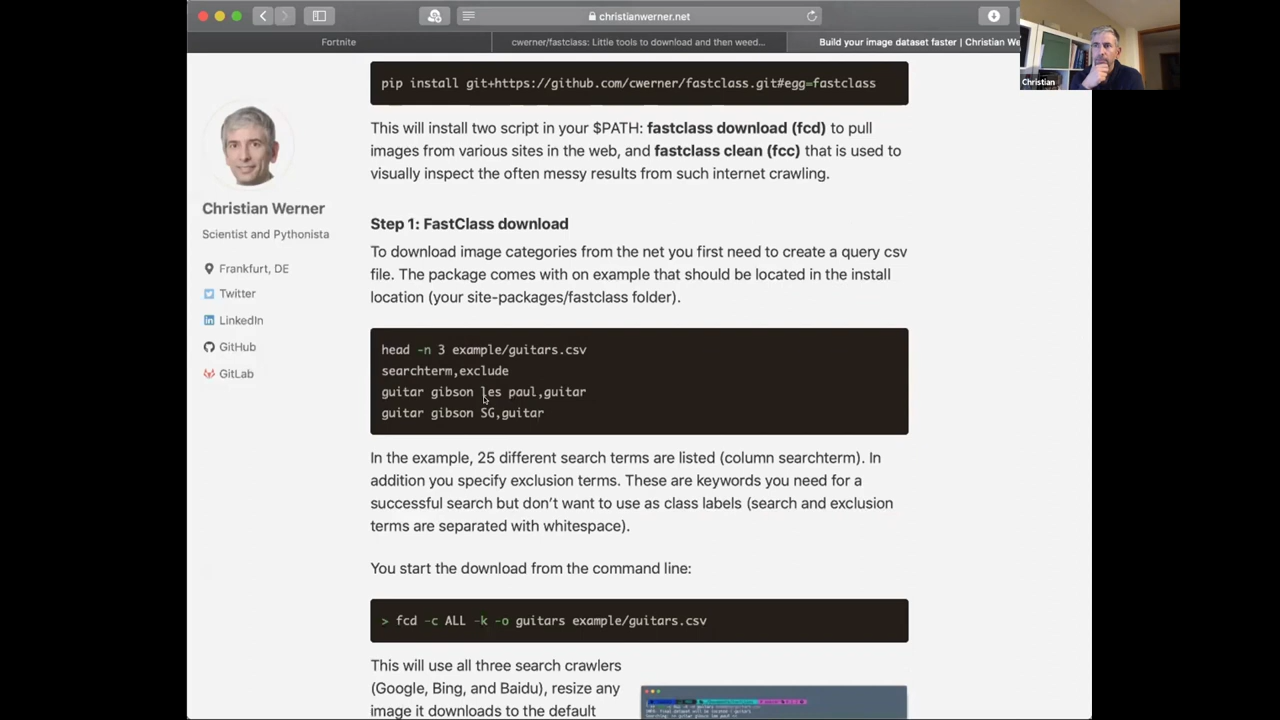 christianwerner.net
Fortnite
cwerner/fastclass: Little tools to download and then weed...
Build your image dataset faster | Christian We
Christian
pip install git+https://github.com/cwerner/fastclass.git#egg=fastclass
This will install two script in your $PATH: fastclass download (fcd) to pull
images from various sites in the web, and fastclass clean (fcc) that is used to
visually inspect the often messy results from such internet crawling.
Christian Werner
Scientist and Pythonista
Frankfurt, DE
Twitter
LinkedIn
GitHub
GitLab
Step 1: FastClass download
To download image categories from the net you first need to create a query csv
file. The package comes with on example that should be located in the install
location (your site-packages/fastclass folder).
head -n 3 example/guitars.csv
searchterm,exclude
guitar gibson les paul,guitar
guitar gibson SG,guitar
In the example, 25 different search terms are listed (column searchterm). In
addition you specify exclusion terms. These are keywords you need for a
successful search but don’t want to use as class labels (search and exclusion
terms are separated with whitespace).
You start the download from the command line:
> fcd -c ALL -k -o guitars example/guitars.csv
This will use all three search crawlers
(Google, Bing, and Baidu), resize any
image it downloads to the default